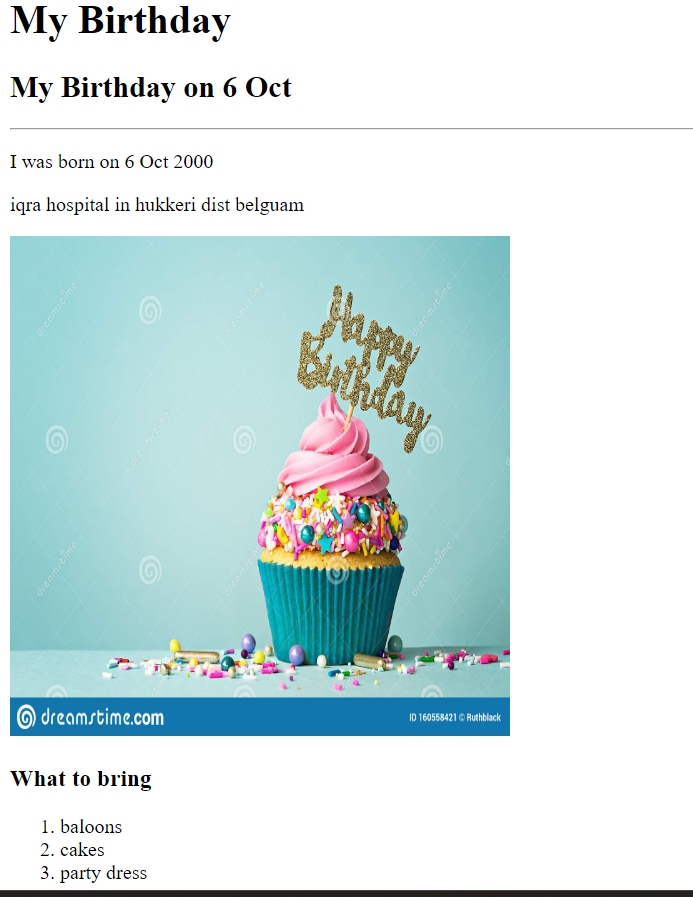 My Birthday
My Birthday on 6 Oct
I was born on 6 Oct 2000
iqra hospital in hukkeri dist belguam
Happy
Birthday
dreamstime.com
ID 160558421 © Ruthblack
What to bring
1. baloons
2. cakes
3. party dress